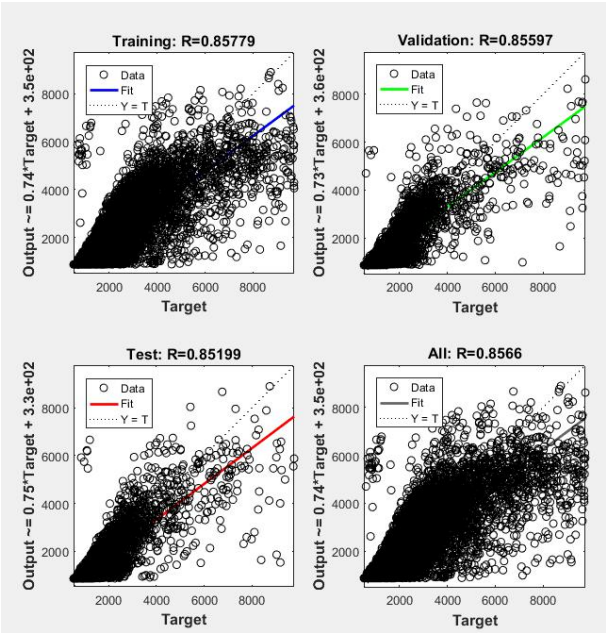 Training: R=0.85779
Output ~= 0.74*Target + 3.5e+02
8000
6000
4000
2000
Data
Fit
Y = T
2000 4000 6000 8000
Target
Validation: R=0.85597
Output ~= 0.73*Target + 3.6e+02
8000
6000
4000
2000
Data
Fit
Y = T
2000 4000 6000 8000
Target
Test: R=0.85199
Output ~= 0.75*Target + 3.3e+02
8000
6000
4000
2000
Data
Fit
Y = T
2000 4000 6000 8000
Target
All: R=0.8566
Output ~= 0.74*Target + 3.5e+02
8000
6000
4000
2000
Data
Fit
Y = T
2000 4000 6000 8000
Target